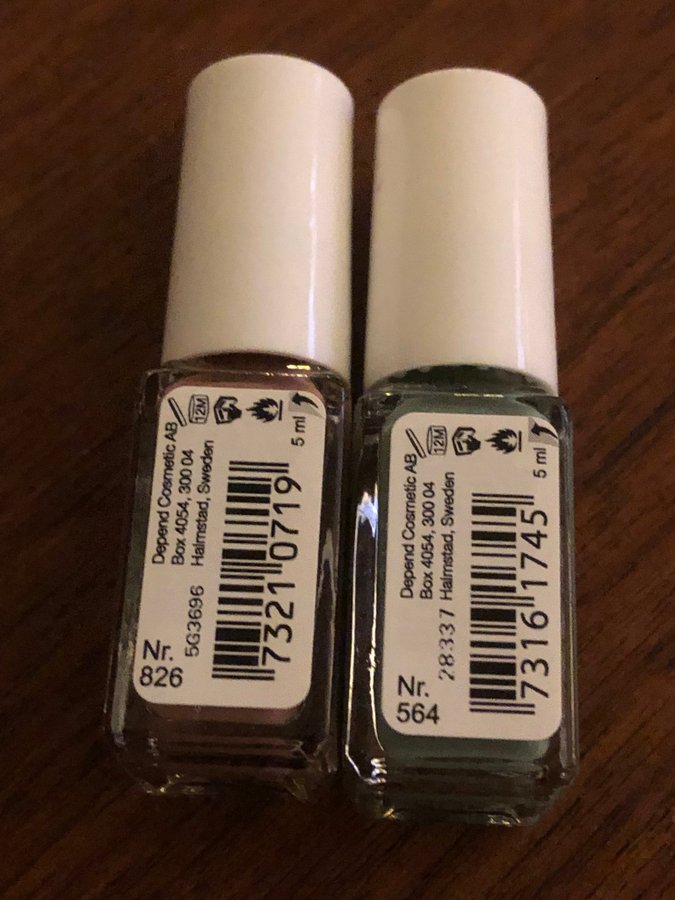 12M
5 ml
Depend Cosmetic AB
Box 4054, 300 04
Halmstad, Sweden
5G3696
7321 0719
Nr.
826
12M
5 ml
Depend Cosmetic AB
Box 4054, 300 04
Halmstad, Sweden
28337
7316 1745
Nr.
564